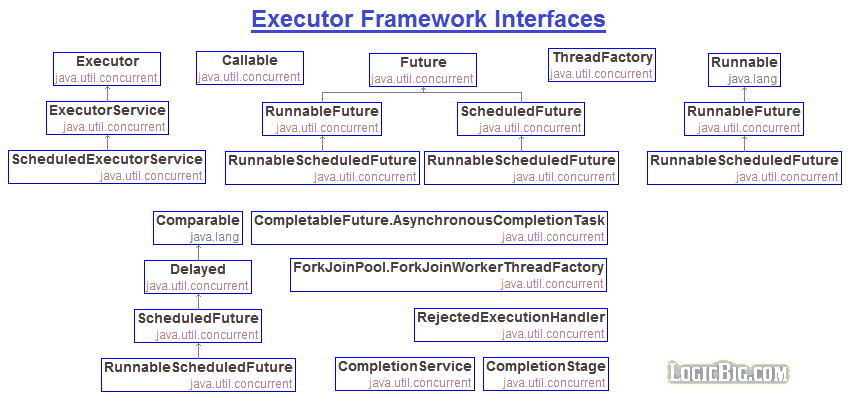 Executor Framework Interfaces
Executor
java.util.concurrent
Callable
java.util.concurrent
Future
java.util.concurrent
ThreadFactory
java.util.concurrent
Runnable
java.lang
ExecutorService
java.util.concurrent
RunnableFuture
java.util.concurrent
ScheduledFuture
java.util.concurrent
RunnableFuture
java.util.concurrent
ScheduledExecutorService
java.util.concurrent
RunnableScheduledFuture
java.util.concurrent
RunnableScheduledFuture
java.util.concurrent
RunnableScheduledFuture
java.util.concurrent
Comparable
java.lang
CompletableFuture.AsynchronousCompletionTask
java.util.concurrent
Delayed
java.util.concurrent
ForkJoinPool.ForkJoinWorkerThreadFactory
java.util.concurrent
ScheduledFuture
java.util.concurrent
RejectedExecutionHandler
java.util.concurrent
RunnableScheduledFuture
java.util.concurrent
CompletionService
java.util.concurrent
CompletionStage
java.util.concurrent
LogicBig.com